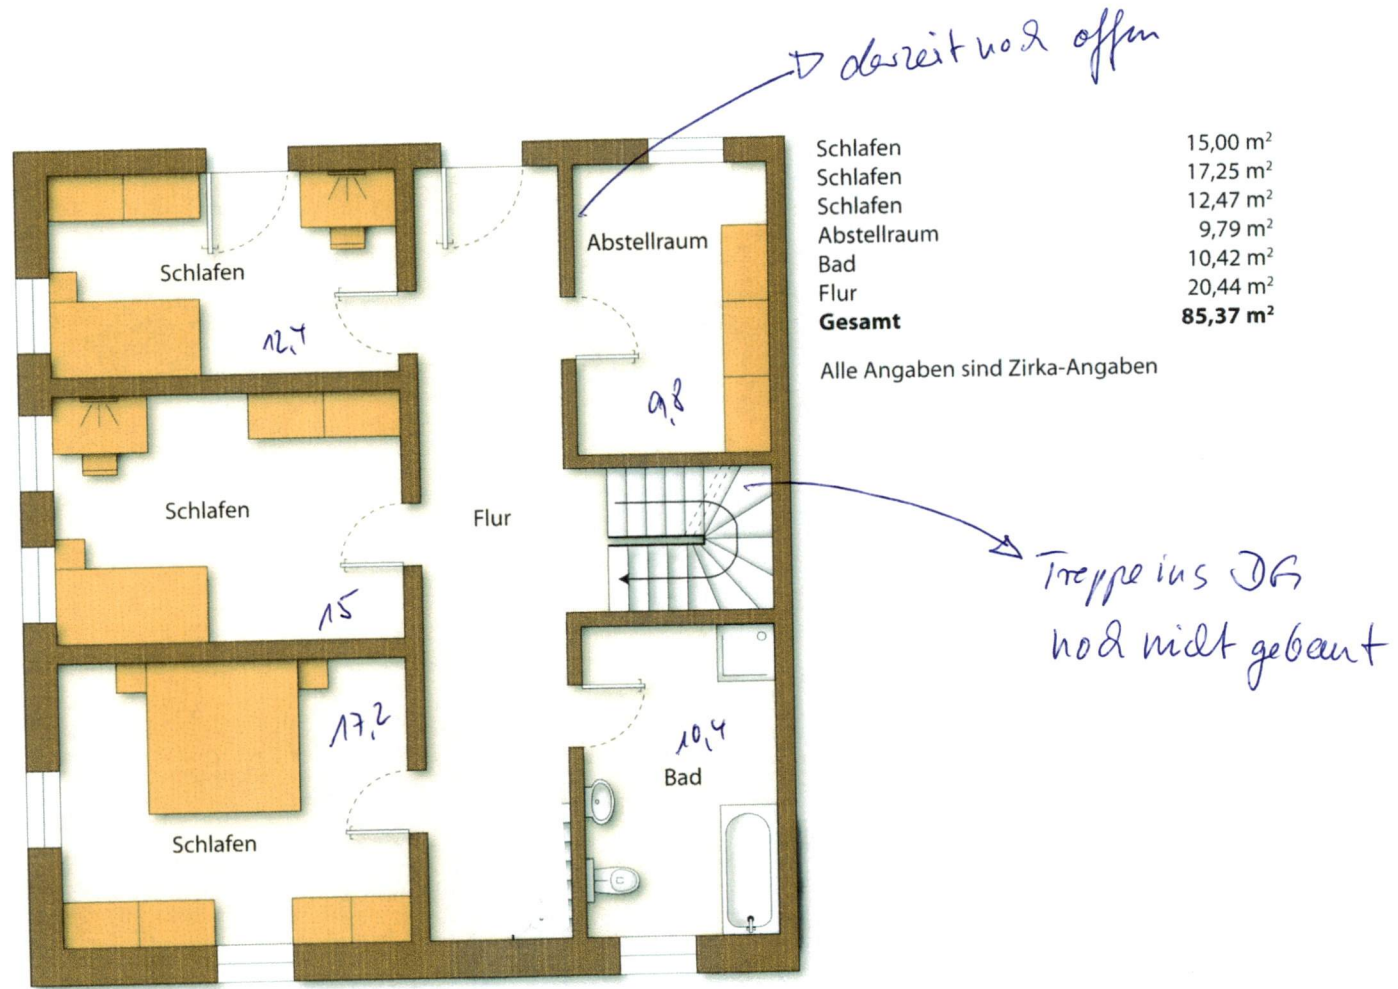 derzeit noch offen
Schlafen 15,00 m²
Schlafen 17,25 m²
Schlafen 12,47 m²
Abstellraum 9,79 m²
Bad 10,42 m²
Flur 20,44 m²
Gesamt 85,37 m²
Alle Angaben sind Zirka-Angaben
Abstellraum
Schlafen
12,4
9,8
Schlafen
Flur
15
Treppe ins DG
noch nicht gebaut
17,2
10,4
Bad
Schlafen